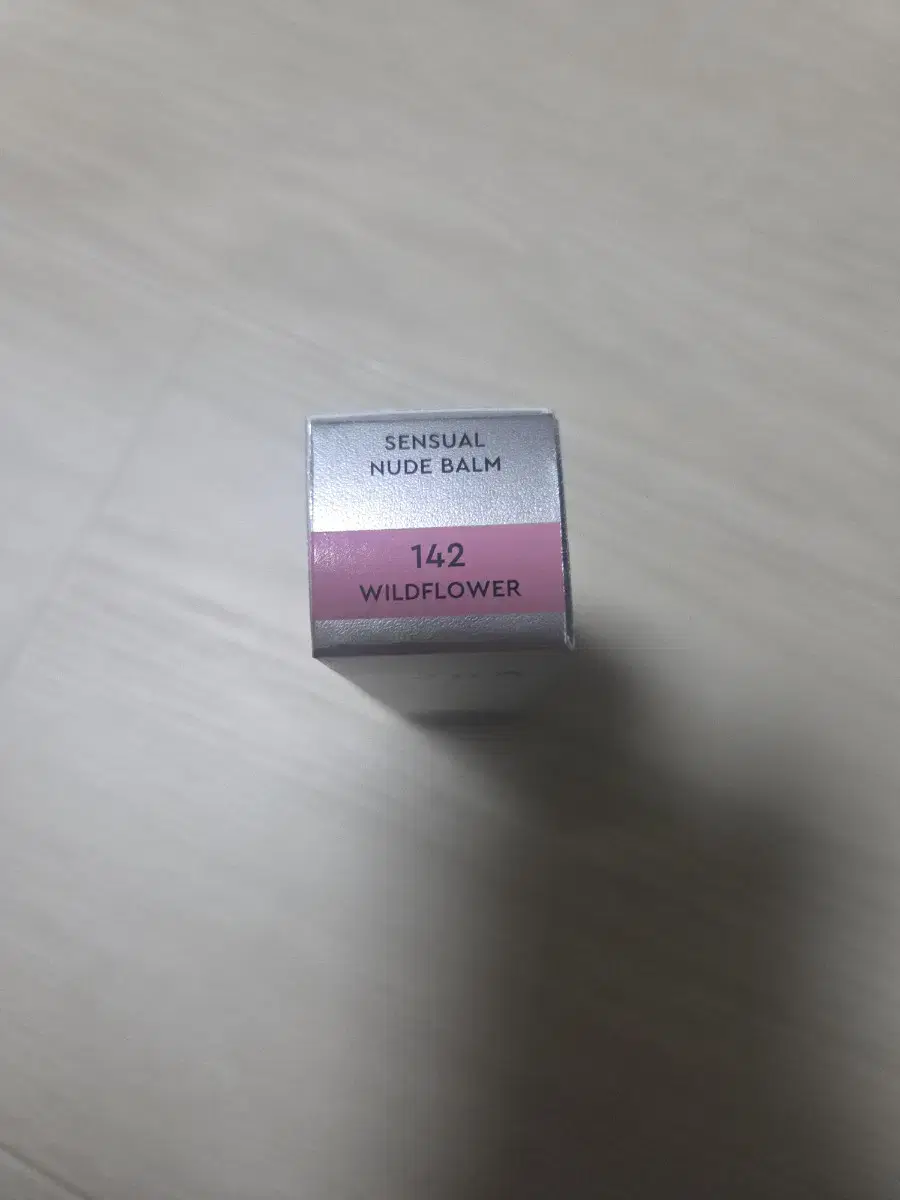 SENSUAL
NUDE BALM
142
WILDFLOWER